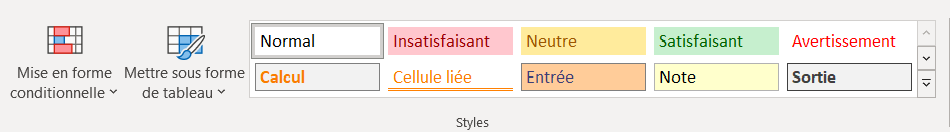 Mise en forme
conditionnelle
Mettre sous forme
de tableau
Normal
Insatisfaisant
Neutre
Satisfaisant
Avertissement
Calcul
Cellule liée
Entrée
Note
Sortie
Styles